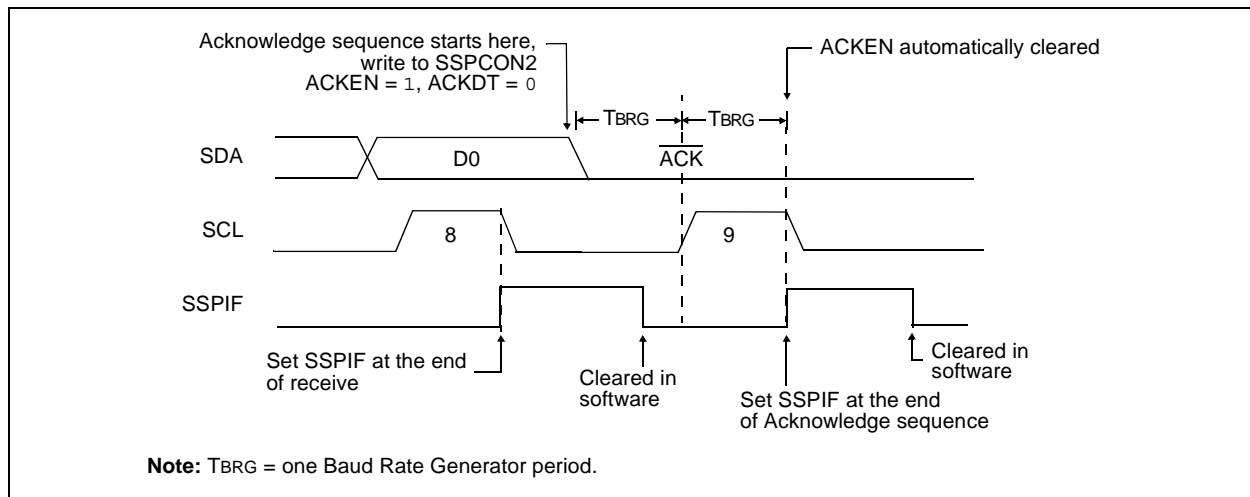 Acknowledge sequence starts here,
write to SSPCON2
ACKEN = 1, ACKDT = 0
ACKEN automatically cleared
TBRG
TBRG
SDA
D0
ACK
SCL
8
9
SSPIF
Set SSPIF at the end
of receive
Cleared in
software
Set SSPIF at the end
of Acknowledge sequence
Cleared in
software
Note: TBRG = one Baud Rate Generator period.